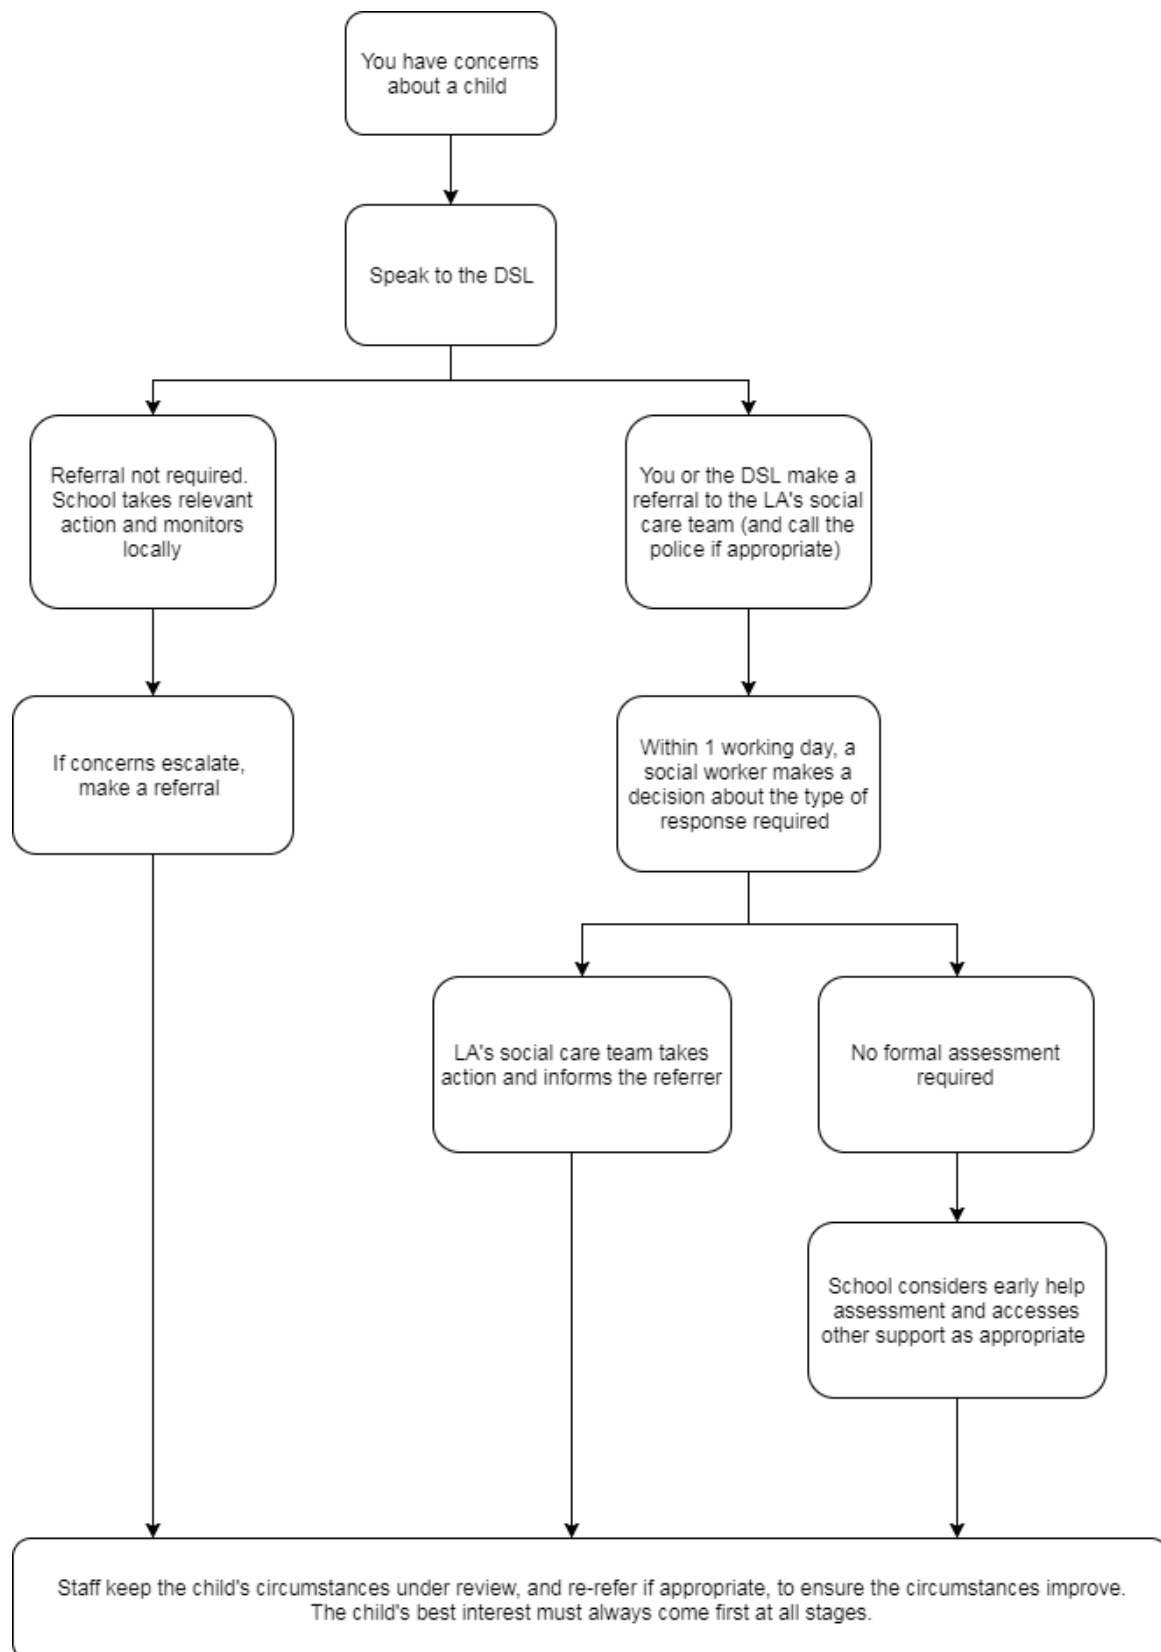 You have concerns
about a child
Speak to the DSL
Referral not required.
School takes relevant
action and monitors
locally
You or the DSL make a
referral to the LA's social
care team (and call the
police if appropriate)
If concerns escalate,
make a referral
Within 1 working day, a
social worker makes a
decision about the type of
response required
LA's social care team takes
action and informs the referrer
No formal assessment
required
School considers early help
assessment and accesses
other support as appropriate
Staff keep the child's circumstances under review, and re-refer if appropriate, to ensure the circumstances improve.
The child's best interest must always come first at all stages.